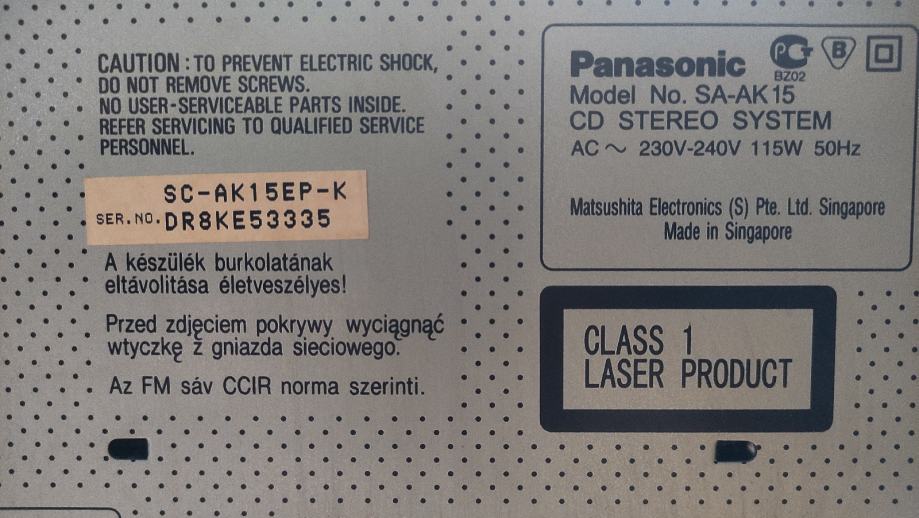 CAUTION : TO PREVENT ELECTRIC SHOCK,
DO NOT REMOVE SCREWS.
NO USER-SERVICEABLE PARTS INSIDE.
REFER SERVICING TO QUALIFIED SERVICE
PERSONNEL.
SC-AK15EP-K
SER.NO.DR8KE53335
A készülék burkolatának
eltávolitása életveszélyes!
Przed zdjęciem pokrywy wyciągnąć
wtyczkę z gniazda sieciowego.
Az FM sáv CCIR norma szerinti.
Panasonic
BZ02
B
Model No. SA-AK15
CD STEREO SYSTEM
AC ~ 230V-240V 115W 50Hz
Matsushita Electronics (S) Pte. Ltd. Singapore
Made in Singapore
CLASS 1
LASER PRODUCT